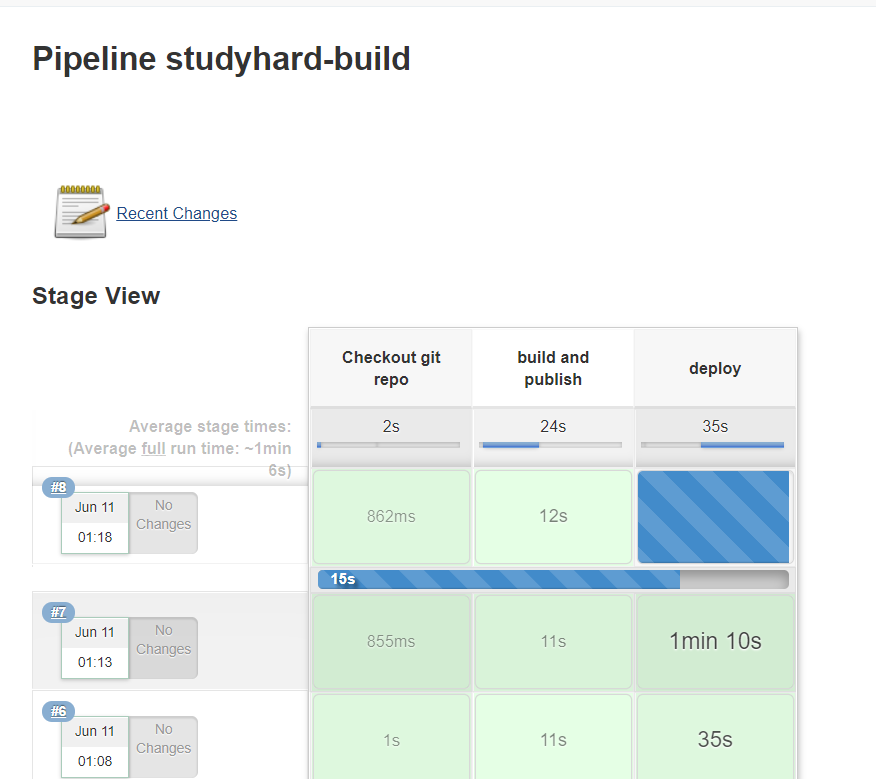 Pipeline studyhard-build
Recent Changes
Stage View
Checkout git
repo
build and
publish
deploy
Average stage times:
(Average full run time: ~1min
6s)
2s
24s
35s
#8
Jun 11
01:18
No
Changes
862ms
12s
15s
#7
Jun 11
01:13
No
Changes
855ms
11s
1min 10s
#6
Jun 11
01:08
No
Changes
1s
11s
35s